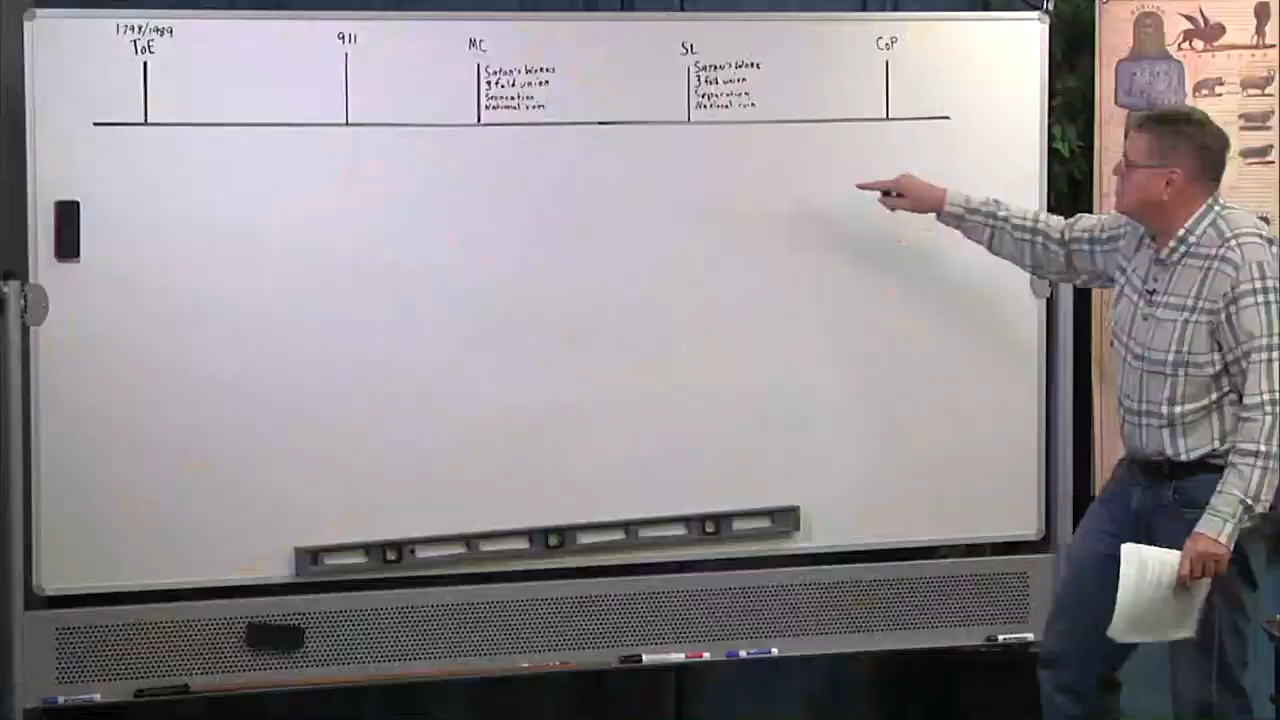 1798/1989
ToE
911
MC
Satan's Works
3 fold union
Separation
National ruin
SL
Satan's Works
3 fold union
Separation
National ruin
CoP